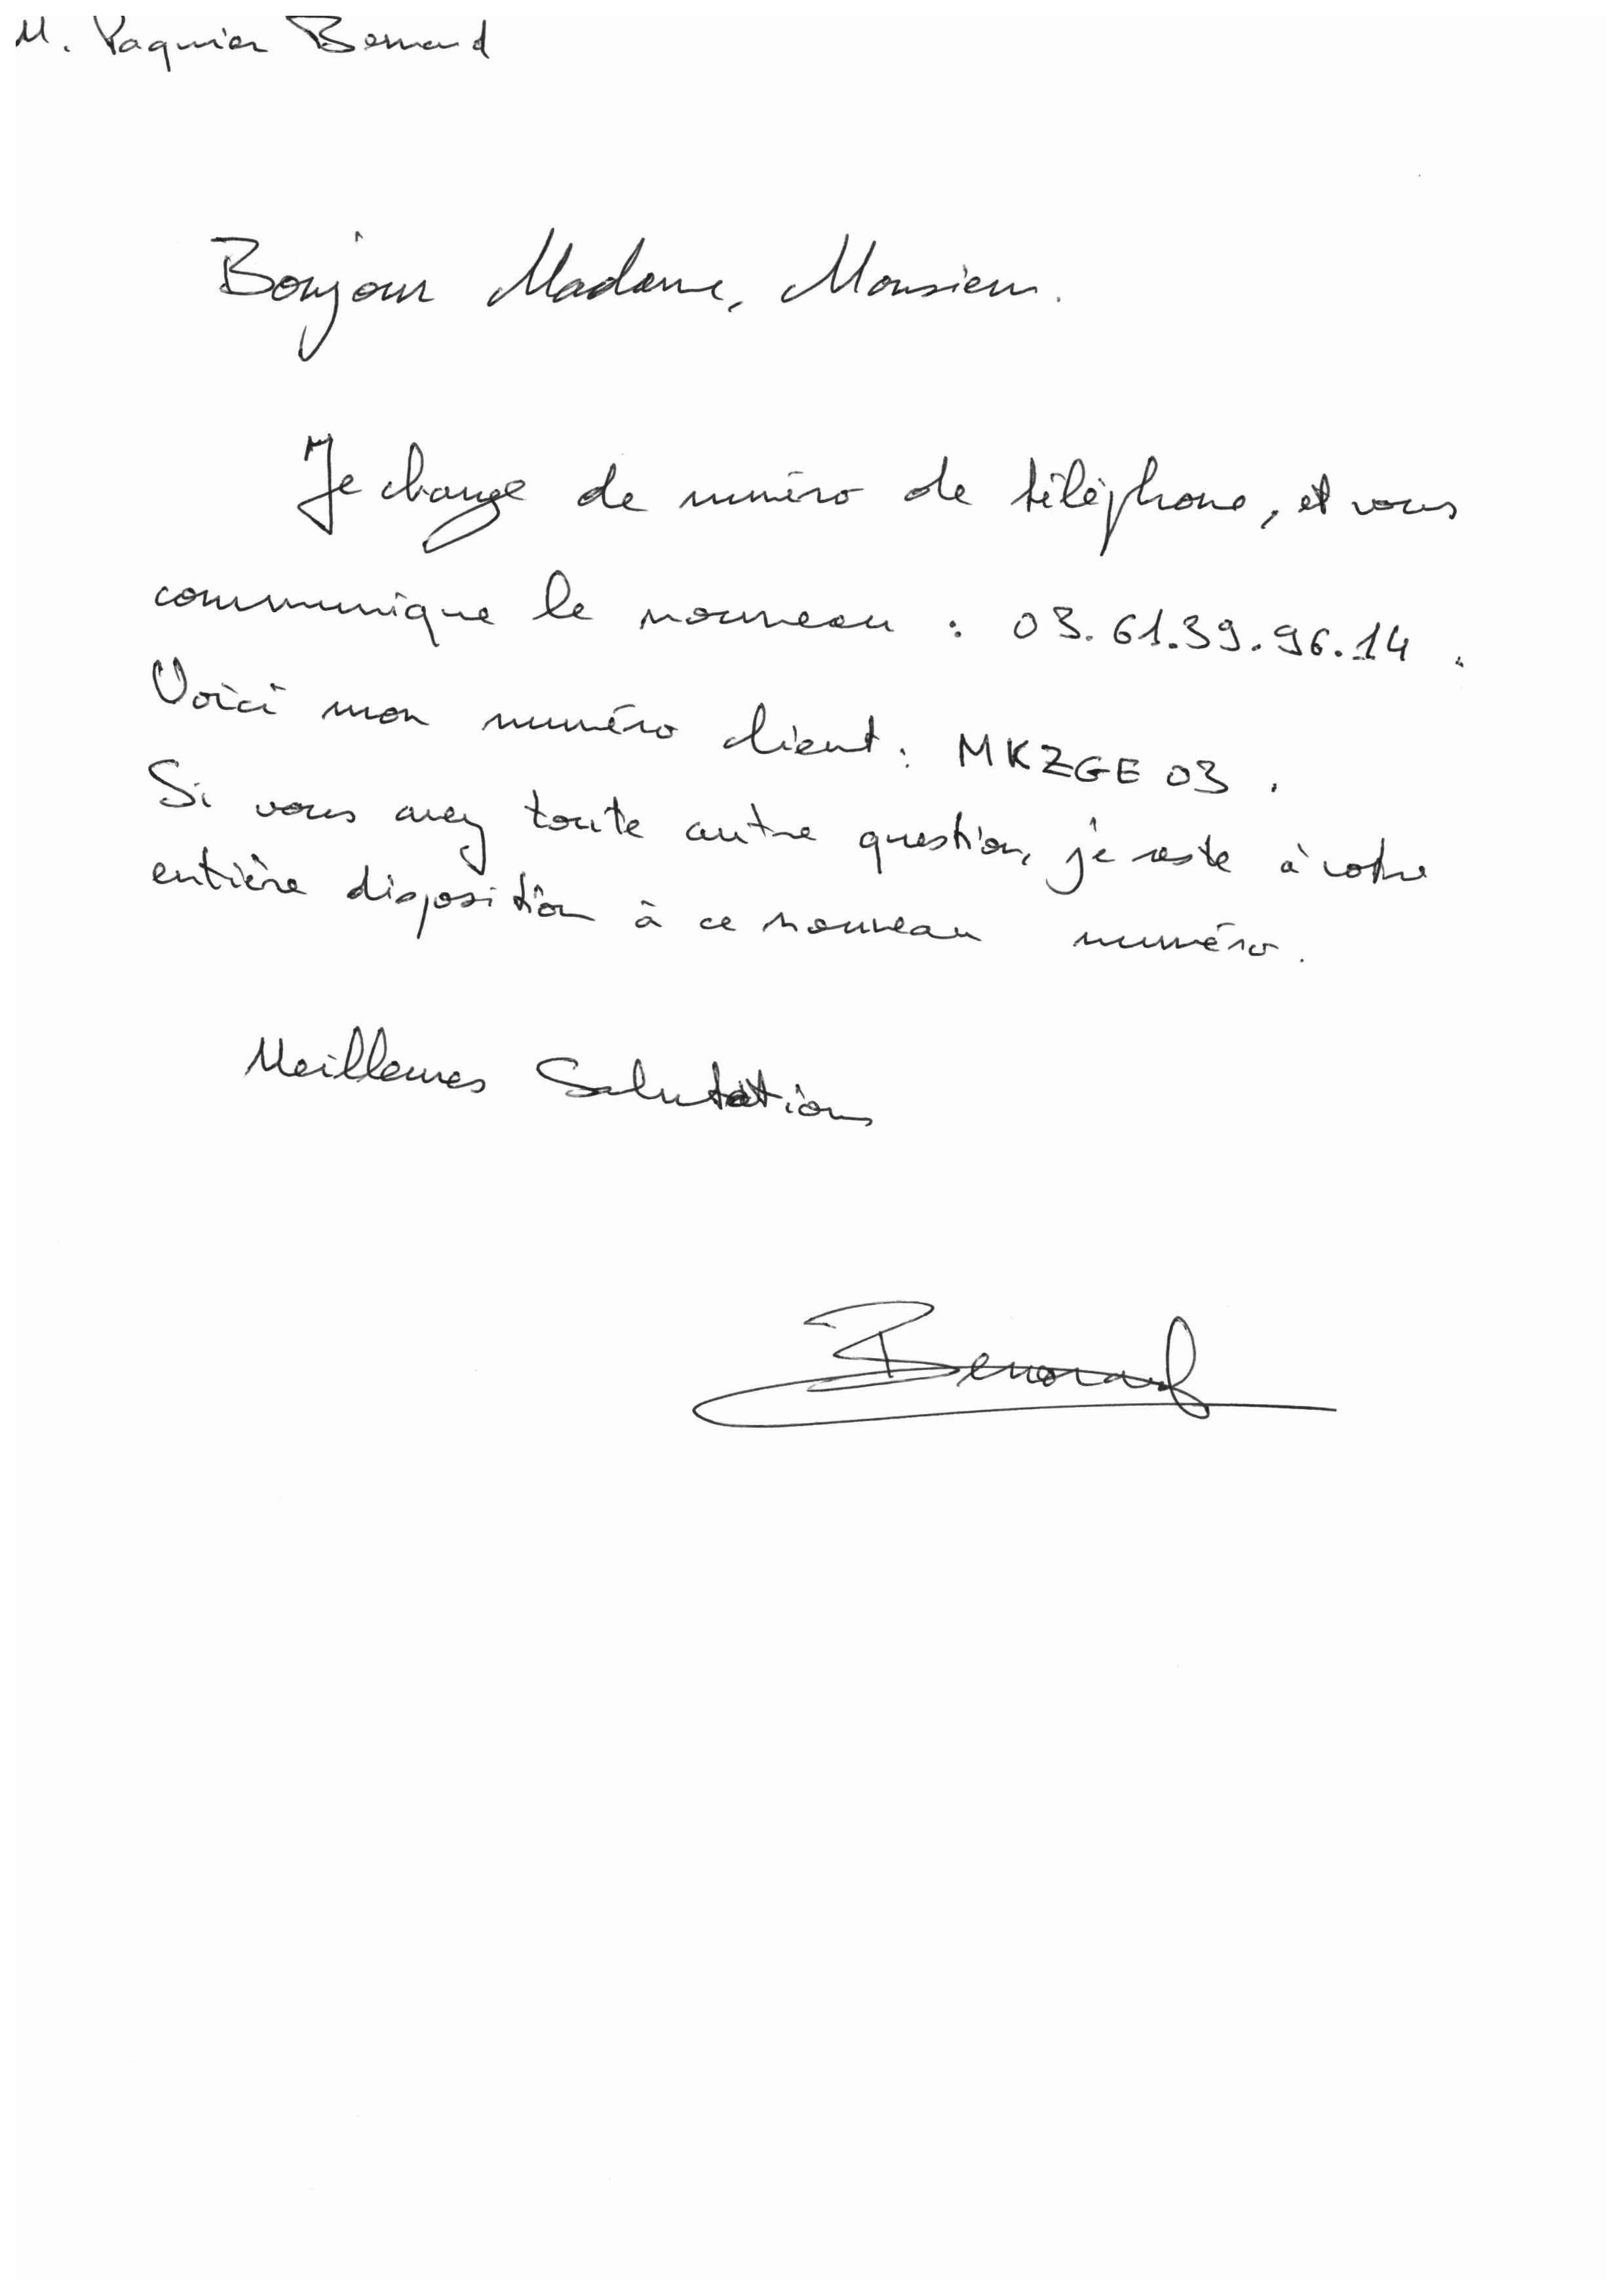 M. Paquier Bernard
Bonjour Madame, Monsieur.
Je change de numéro de téléphone, et vous
communique le nouveau : 03.61.39.96.14.
Voici mon numéro client : MKZGE03.
Si vous avez toute autre question, je reste à votre
entière disposition à ce nouveau numéro.
Meilleures Salutations
Bernard